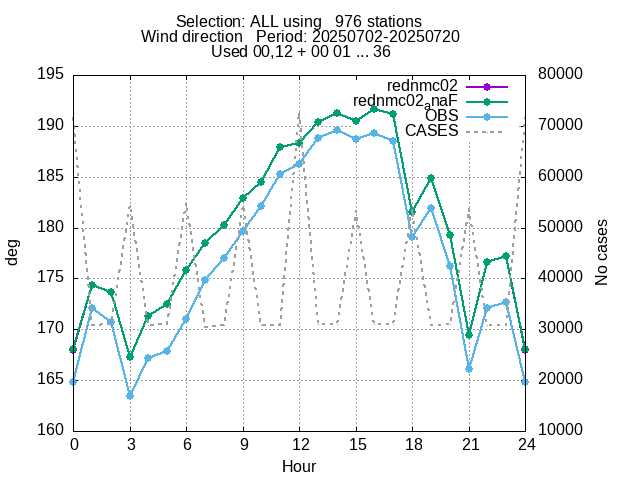 Selection: ALL using   976 stations
Wind direction   Period: 20250702-20250720
Used 00,12 + 00 01 ... 36
195
190
185
180
175
170
165
160
80000
70000
60000
50000
40000
30000
20000
10000
rednmc02
rednmc02anaF
OBS
CASES
deg
No cases
0 3 6 9 12 15 18 21 24
Hour